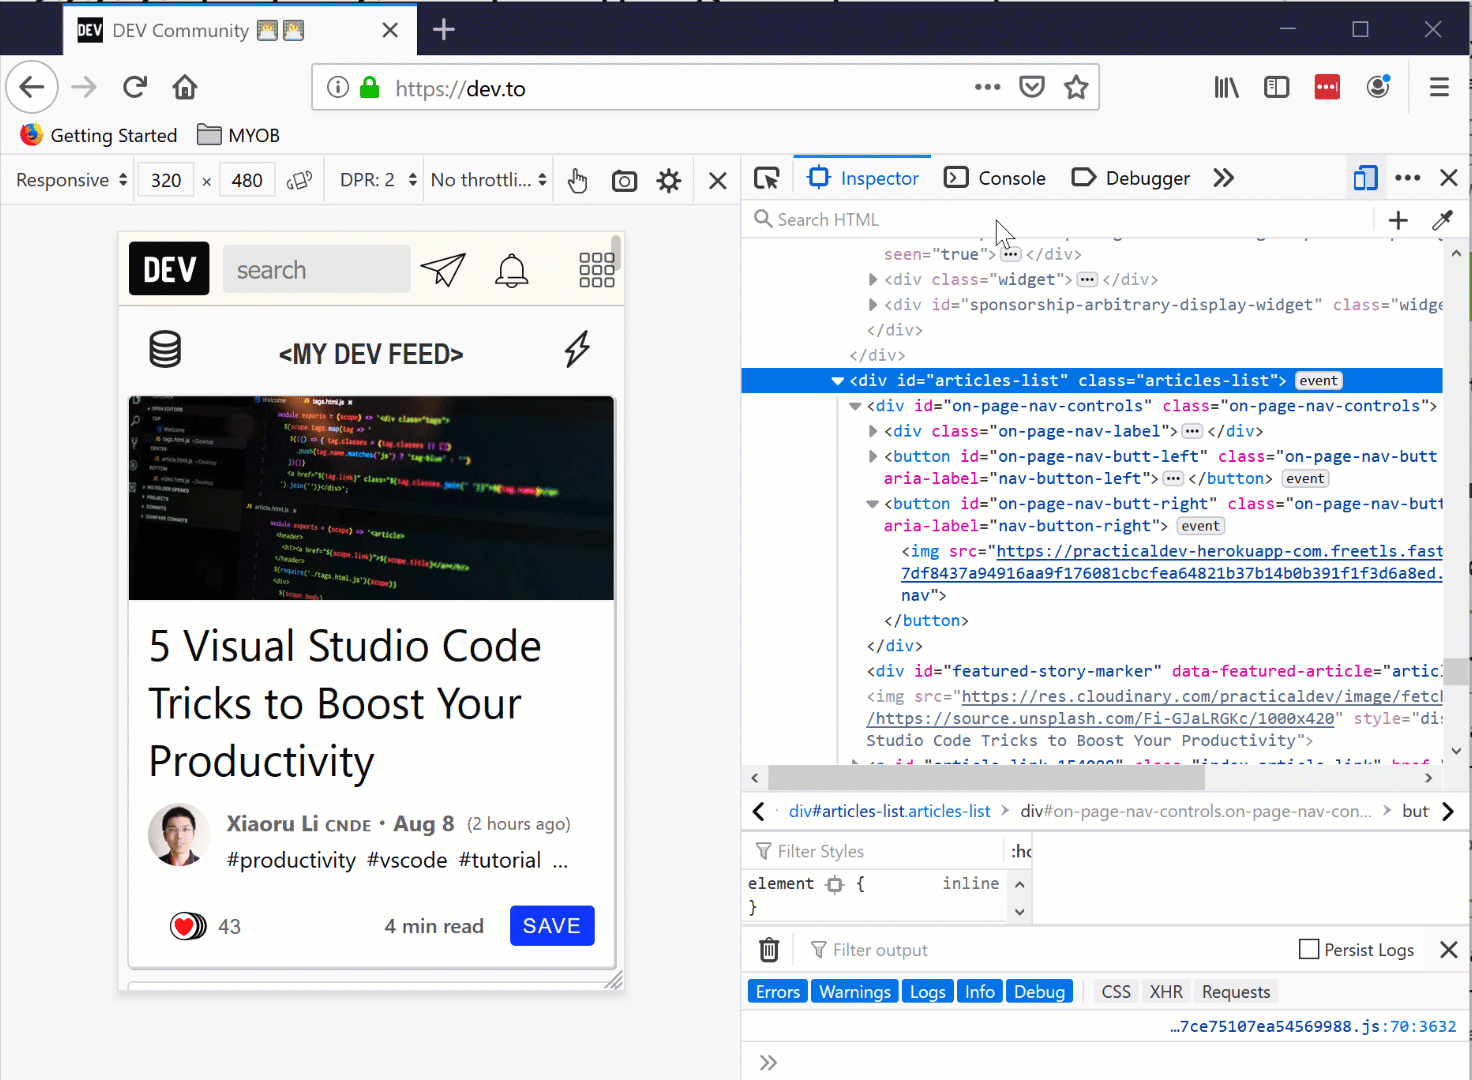 DEV DEV Community
https://dev.to
Getting Started MYOB
Responsive 320 × 480 DPR: 2 No throttli...
Inspector Console Debugger
Search HTML
DEV search
<MY DEV FEED>
5 Visual Studio Code
Tricks to Boost Your
Productivity
Xiaoru Li CNDE • Aug 8 (2 hours ago)
#productivity #vscode #tutorial ...
43 4 min read SAVE
seen="true"> ... </div>
<div class="widget"> ... </div>
<div id="sponsorship-arbitrary-display-widget" class="widge
</div>
</div>
<div id="articles-list" class="articles-list"> event
<div id="on-page-nav-controls" class="on-page-nav-controls">
<div class="on-page-nav-label"> ... </div>
<button id="on-page-nav-butt-left" class="on-page-nav-butt
aria-label="nav-button-left"> ... </button> event
<button id="on-page-nav-butt-right" class="on-page-nav-butt
aria-label="nav-button-right"> event
<img src="https://practicaldev-herokuapp-com.freetls.fast
7df8437a94916aa9f176081cbcfea64821b37b14b0b391f1f3d6a8ed.
nav">
</button>
</div>
<div id="featured-story-marker" data-featured-article="artic
<img src="https://res.cloudinary.com/practicaldev/image/fetch
/https://source.unsplash.com/Fi-GJaLRGKc/1000x420" style="dis
Studio Code Tricks to Boost Your Productivity">
div#articles-list.articles-list div#on-page-nav-controls.on-page-nav-con... but
Filter Styles :ho
element { inline
}
Filter output Persist Logs
Errors Warnings Logs Info Debug CSS XHR Requests
...7ce75107ea54569988.js:70:3632